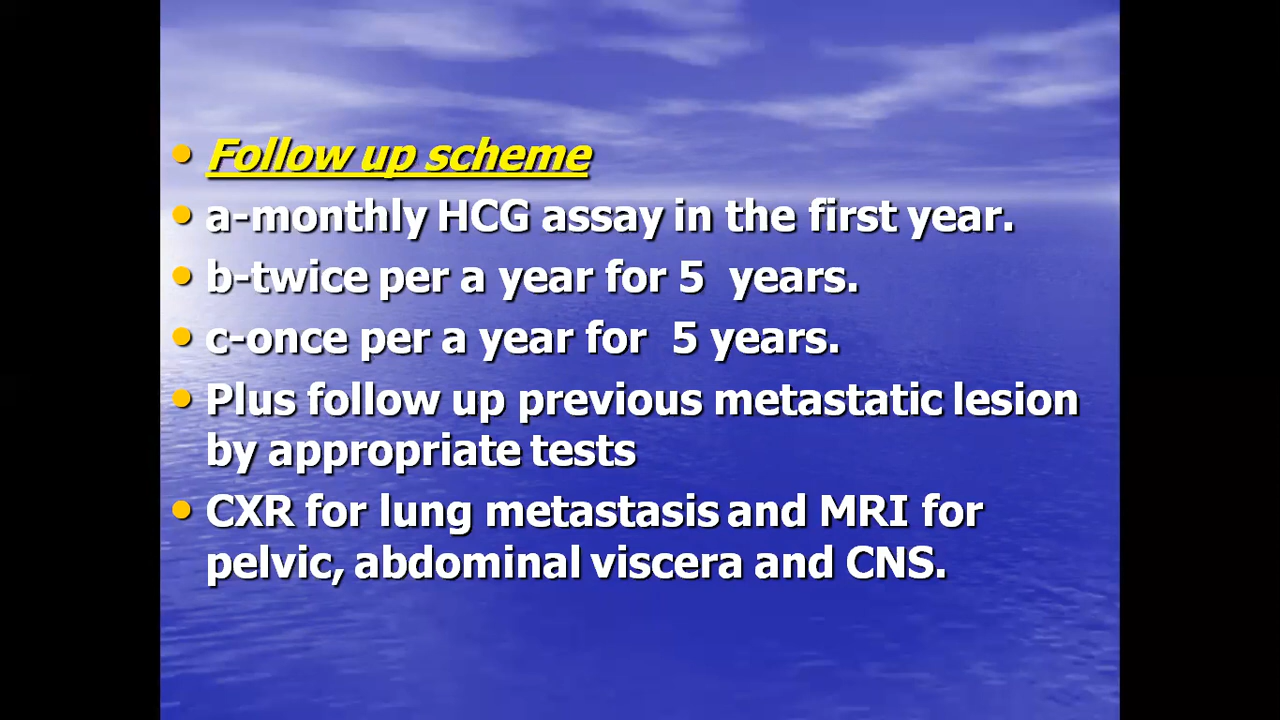 • Follow up scheme
• a-monthly HCG assay in the first year.
• b-twice per a year for 5 years.
• c-once per a year for 5 years.
• Plus follow up previous metastatic lesion
by appropriate tests
• CXR for lung metastasis and MRI for
pelvic, abdominal viscera and CNS.